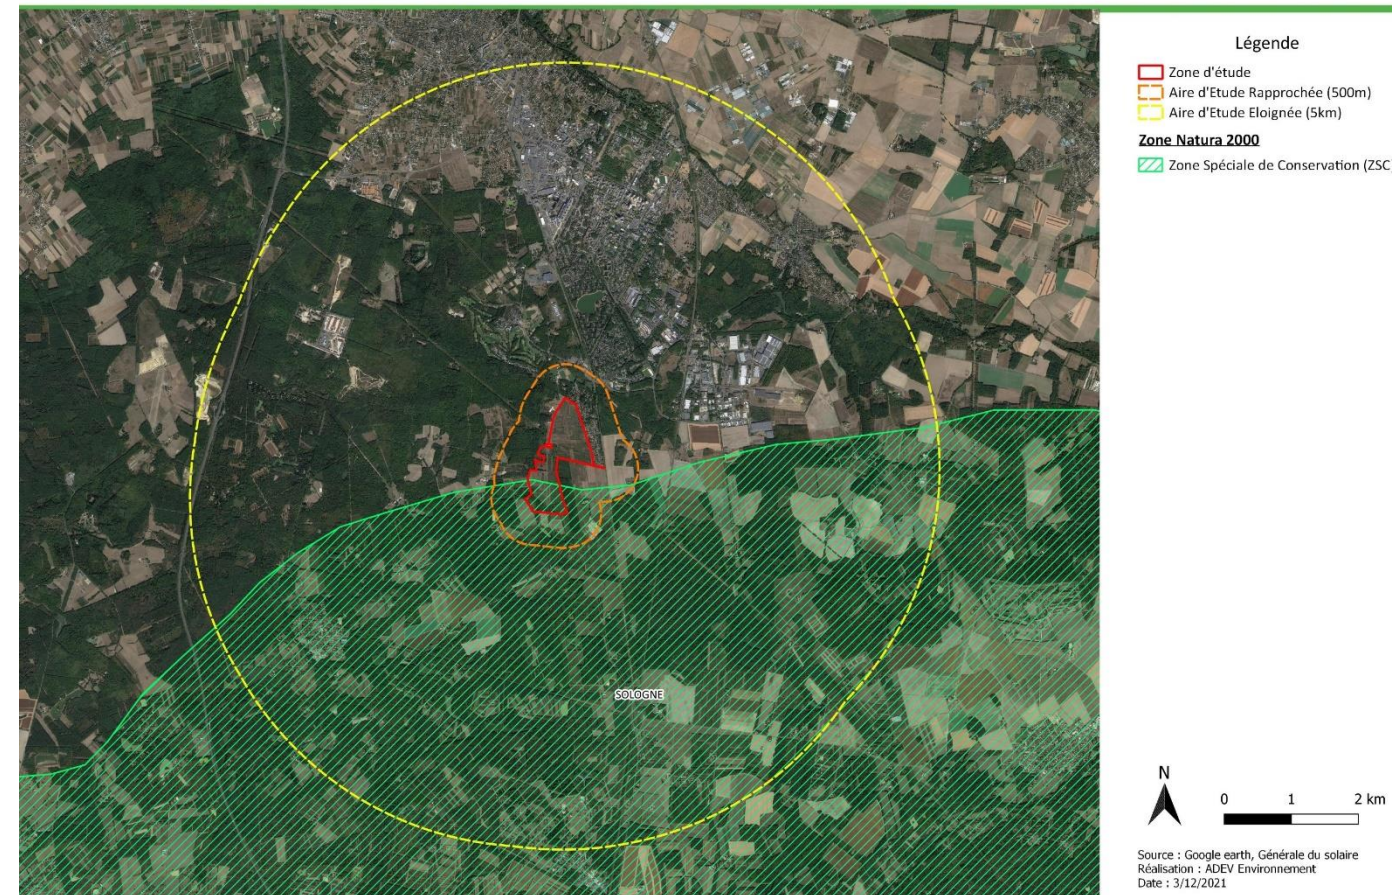 Légende
Zone d'étude
Aire d'Etude Rapprochée (500m)
Aire d'Etude Eloignée (5km)
Zone Natura 2000
Zone Spéciale de Conservation (ZSC)
SOLOGNE
N
0 1 2 km
Source : Google earth, Générale du solaire
Réalisation : ADEV Environnement
Date : 3/12/2021